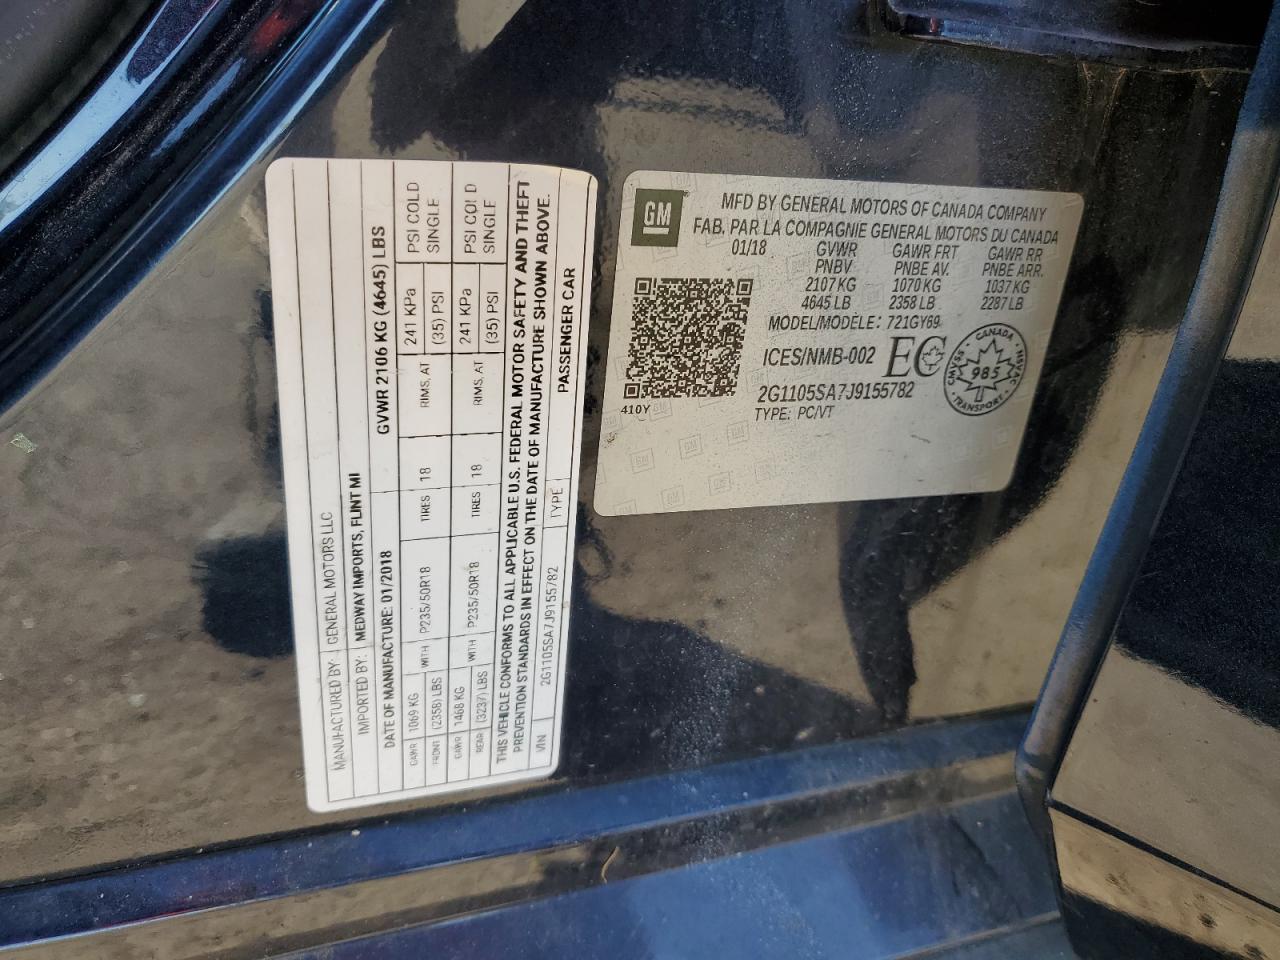 MANUFACTURED BY: GENERAL MOTORS LLC
IMPORTED BY: MEDWAY IMPORTS, FLINT MI
DATE OF MANUFACTURE: 01/2018 GVWR 2106 KG (4645) LBS
GAWR 1069 KG WITH P235/50R18 TIRES 18 RIMS, AT 241 KPa PSI COLD
FRONT (2358) LBS (35) PSI SINGLE
GAWR 1468 KG WITH P235/50R18 TIRES 18 RIMS, AT 241 KPa PSI COLD
REAR (3237) LBS (35) PSI SINGLE
THIS VEHICLE CONFORMS TO ALL APPLICABLE U.S. FEDERAL MOTOR SAFETY AND THEFT
PREVENTION STANDARDS IN EFFECT ON THE DATE OF MANUFACTURE SHOWN ABOVE.
VIN 2G1105SA7J9155782 TYPE PASSENGER CAR
GM
MFD BY GENERAL MOTORS OF CANADA COMPANY
FAB. PAR LA COMPAGNIE GENERAL MOTORS DU CANADA
01/18 GVWR GAWR FRT GAWR RR
PNBV PNBE AV. PNBE ARR.
2107 KG 1070 KG 1037 KG
4645 LB 2358 LB 2287 LB
MODEL/MODÈLE: 721GY69
ICES/NMB-002 EC
CANADA
CMVSS 985 NSVAC
TRANSPORT
2G1105SA7J9155782
410Y TYPE: PC/VT